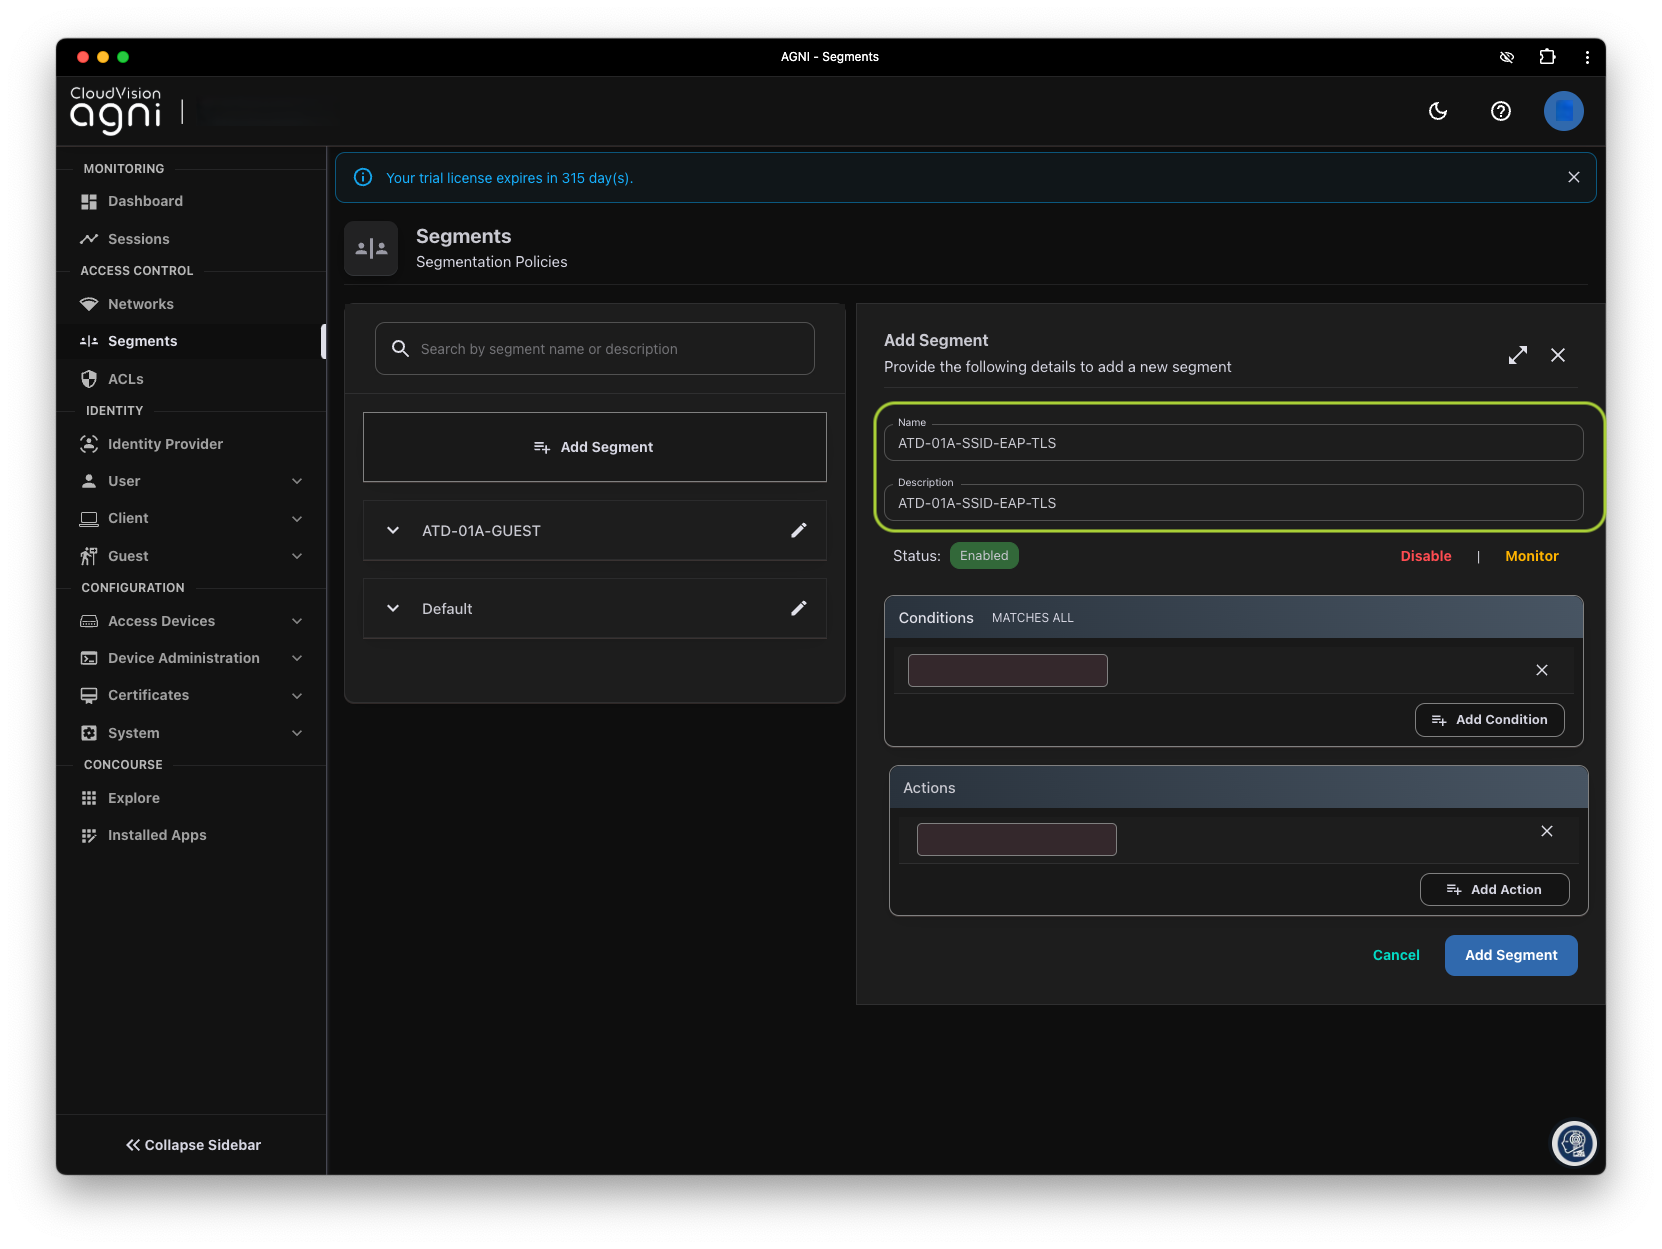 AGNI - Segments
CloudVision
agni
MONITORING
Dashboard
Sessions
ACCESS CONTROL
Networks
Segments
ACLs
IDENTITY
Identity Provider
User
Client
Guest
CONFIGURATION
Access Devices
Device Administration
Certificates
System
CONCOURSE
Explore
Installed Apps
Collapse Sidebar
Your trial license expires in 315 day(s).
Segments
Segmentation Policies
Search by segment name or description
Add Segment
ATD-01A-GUEST
Default
Add Segment
Provide the following details to add a new segment
Name
ATD-01A-SSID-EAP-TLS
Description
ATD-01A-SSID-EAP-TLS
Status: Enabled Disable | Monitor
Conditions MATCHES ALL
Add Condition
Actions
Add Action
Cancel Add Segment